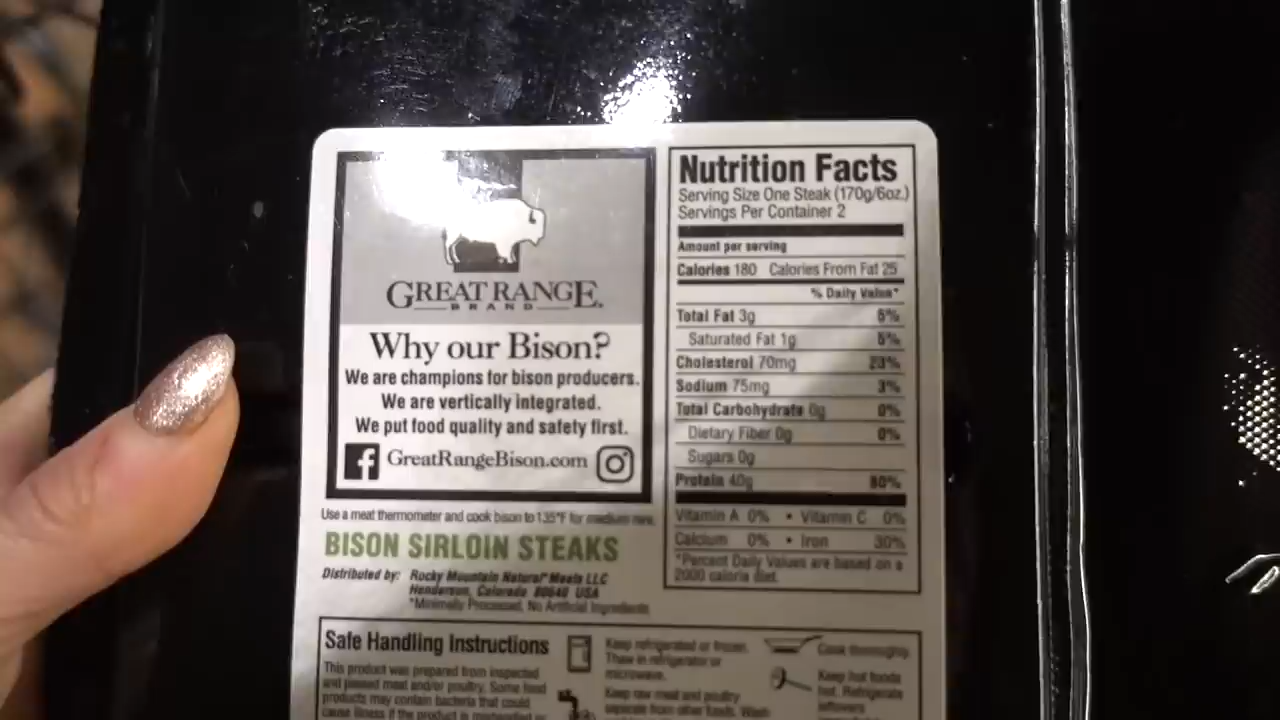 GREAT RANGE.
BRAND
Why our Bison?
We are champions for bison producers.
We are vertically integrated.
We put food quality and safety first.
f GreatRangeBison.com
Use a meat thermometer and cook bison to 135°F for medium rare.
BISON SIRLOIN STEAKS
Distributed by: Rocky Mountain Natural* Meats LLC
Henderson, Colorado 80640 USA
*Minimally Processed, No Artificial Ingredients
Nutrition Facts
Serving Size One Steak (170g/6oz.)
Servings Per Container 2
Amount per serving
Calories 180 Calories From Fat 25
% Daily Value*
Total Fat 3g 5%
Saturated Fat 1g 5%
Cholesterol 70mg 23%
Sodium 75mg 3%
Total Carbohydrate 0g 0%
Dietary Fiber 0g 0%
Sugars 0g
Protein 40g 80%
Vitamin A 0% • Vitamin C 0%
Calcium 0% • Iron 30%
*Percent Daily Values are based on a
2000 calorie diet.
Safe Handling Instructions
This product was prepared from inspected
and passed meat and/or poultry. Some food
products may contain bacteria that could
cause illness if the product is mishandled or
Keep refrigerated or frozen.
Thaw in refrigerator or
microwave.
Keep raw meat and poultry
separate from other foods. Wash
Cook thoroughly.
Keep hot foods
hot. Refrigerate
leftovers